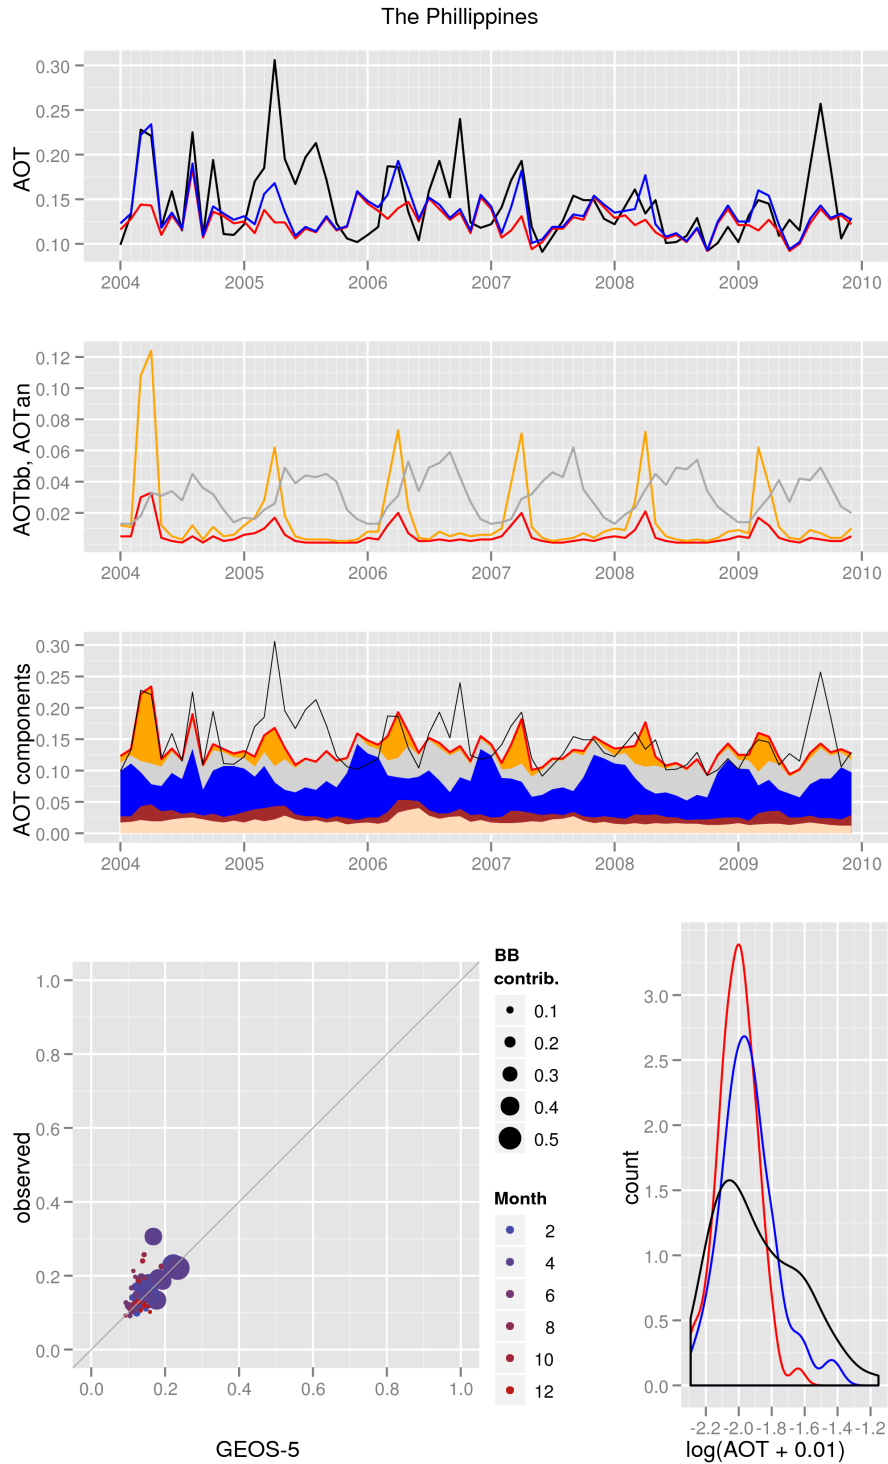 The Phillippines
AOT
0.30
0.25
0.20
0.15
0.10
2004 2005 2006 2007 2008 2009 2010
AOTbb, AOTan
0.12
0.10
0.08
0.06
0.04
0.02
2004 2005 2006 2007 2008 2009 2010
AOT components
0.30
0.25
0.20
0.15
0.10
0.05
0.00
2004 2005 2006 2007 2008 2009 2010
observed
1.0
0.8
0.6
0.4
0.2
0.0
0.0 0.2 0.4 0.6 0.8 1.0
GEOS-5
BB
contrib.
0.1
0.2
0.3
0.4
0.5
Month
2
4
6
8
10
12
count
3.0
2.5
2.0
1.5
1.0
0.5
0.0
-2.2 -2.0 -1.8 -1.6 -1.4 -1.2
log(AOT + 0.01)